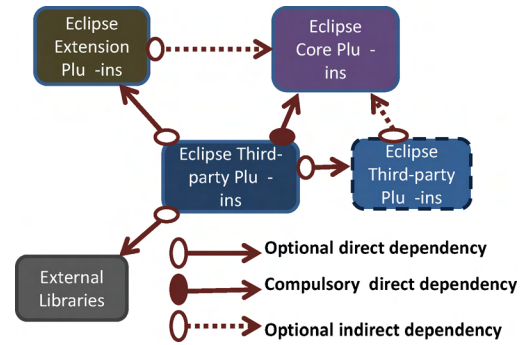 Eclipse
Extension
Plu -ins
Eclipse
Core Plu -
ins
Eclipse Third-
party Plu -
ins
Eclipse
Third-party
Plu -ins
External
Libraries
Optional direct dependency
Compulsory direct dependency
Optional indirect dependency